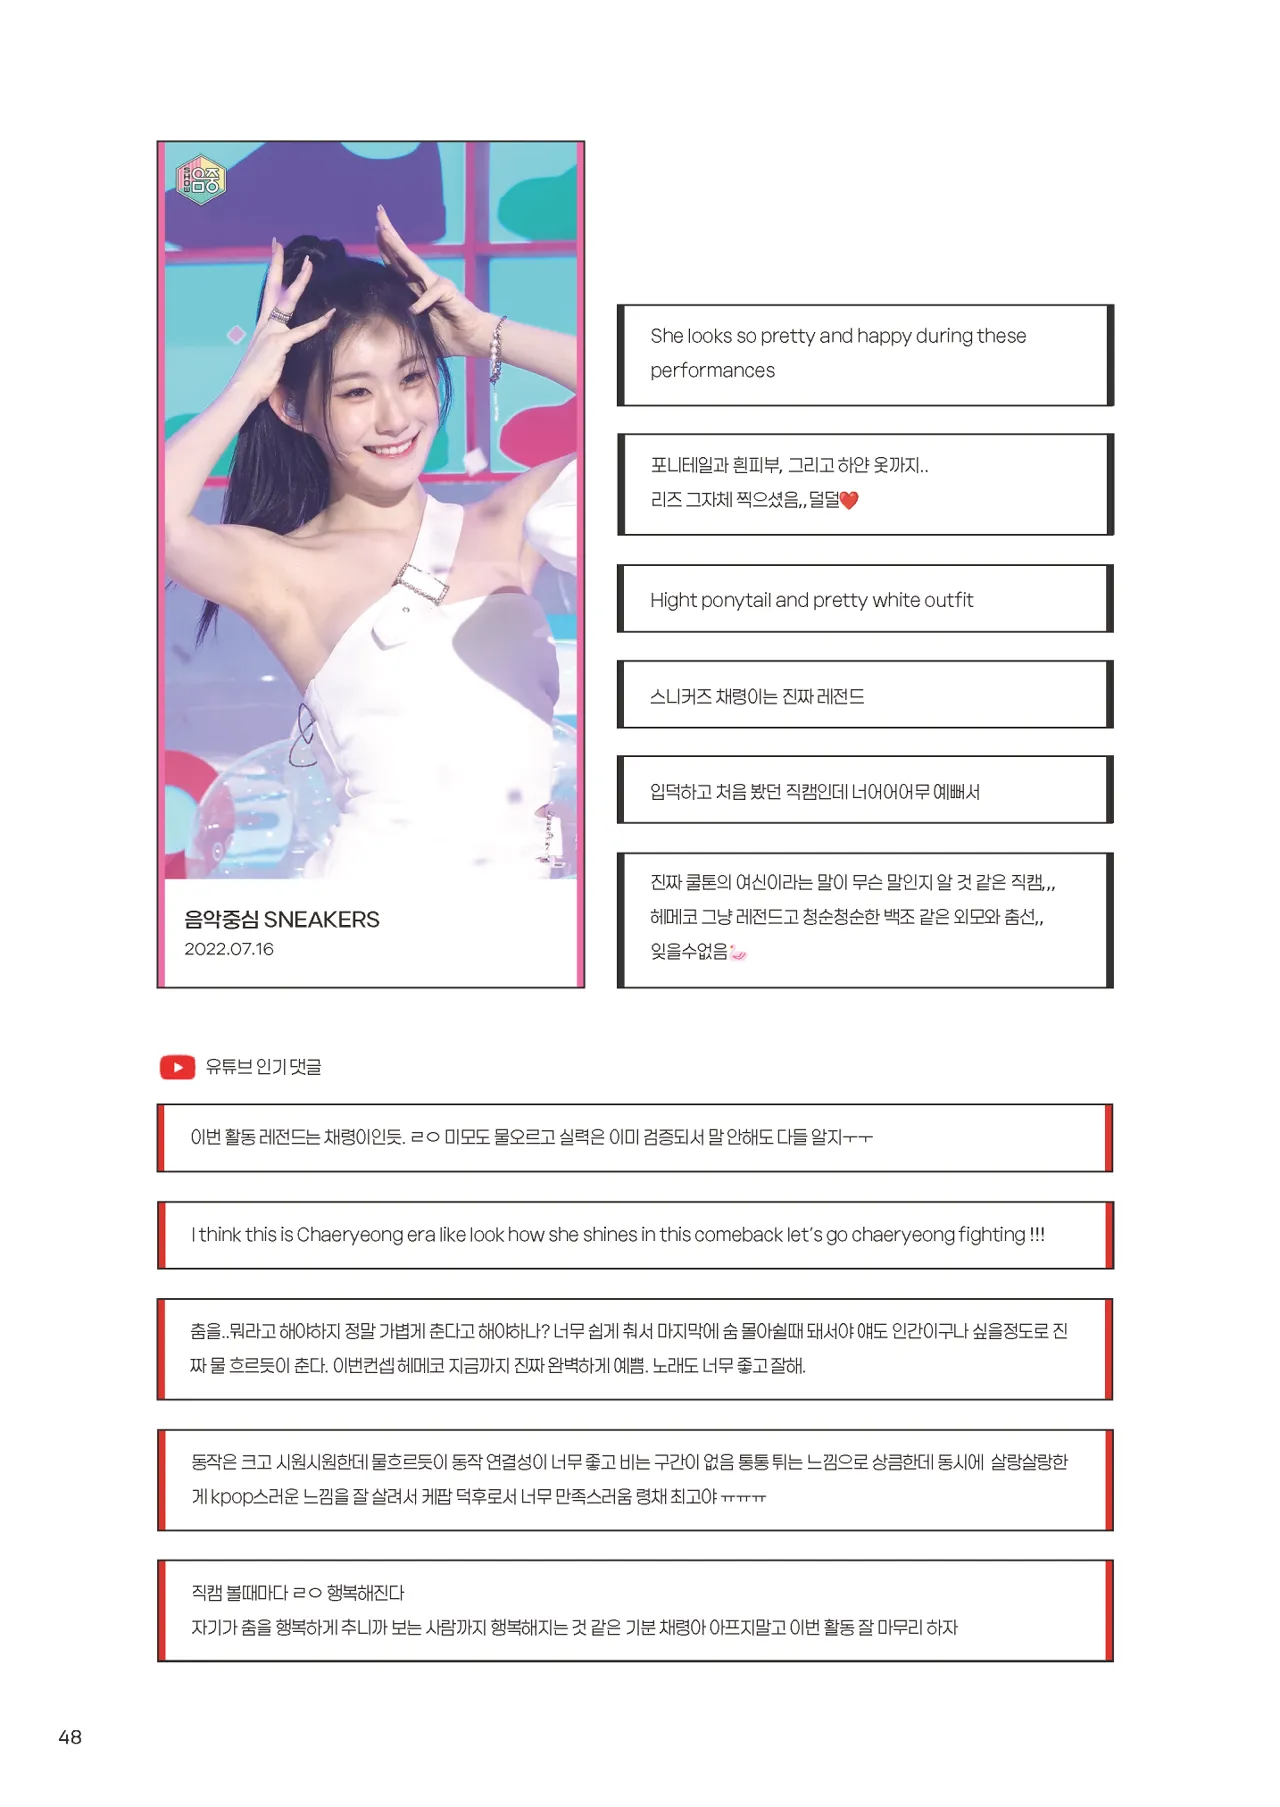 SHOW 음중
음악중심 SNEAKERS
2022.07.16
She looks so pretty and happy during these
performances
포니테일과 흰피부, 그리고 하얀 옷까지..
리즈 그자체 찍으셨음,, 덜덜❤️
Hight ponytail and pretty white outfit
스니커즈 채령이는 진짜 레전드
입덕하고 처음 봤던 직캠인데 너어어어무 예뻐서
진짜 쿨톤의 여신이라는 말이 무슨 말인지 알 것 같은 직캠,,,
헤메코 그냥 레전드고 청순청순한 백조 같은 외모와 춤선,,
잊을수없음🦢
유튜브 인기 댓글
이번 활동 레전드는 채령이인듯. ㄹㅇ 미모도 물오르고 실력은 이미 검증되서 말 안해도 다들 알지ㅜㅜ
I think this is Chaeryeong era like look how she shines in this comeback let's go chaeryeong fighting !!!
춤을..뭐라고 해야하지 정말 가볍게 춘다고 해야하나? 너무 쉽게 춰서 마지막에 숨 몰아쉴때 돼서야 얘도 인간이구나 싶을정도로 진
짜 물 흐르듯이 춘다. 이번컨셉 헤메코 지금까지 진짜 완벽하게 예쁨. 노래도 너무 좋고 잘해.
동작은 크고 시원시원한데 물흐르듯이 동작 연결성이 너무 좋고 비는 구간이 없음 통통 튀는 느낌으로 상큼한데 동시에 살랑살랑한
게 kpop스러운 느낌을 잘 살려서 케팝 덕후로서 너무 만족스러움 령채 최고야 ㅠㅠㅠ
직캠 볼때마다 ㄹㅇ 행복해진다
자기가 춤을 행복하게 추니까 보는 사람까지 행복해지는 것 같은 기분 채령아 아프지말고 이번 활동 잘 마무리 하자
48